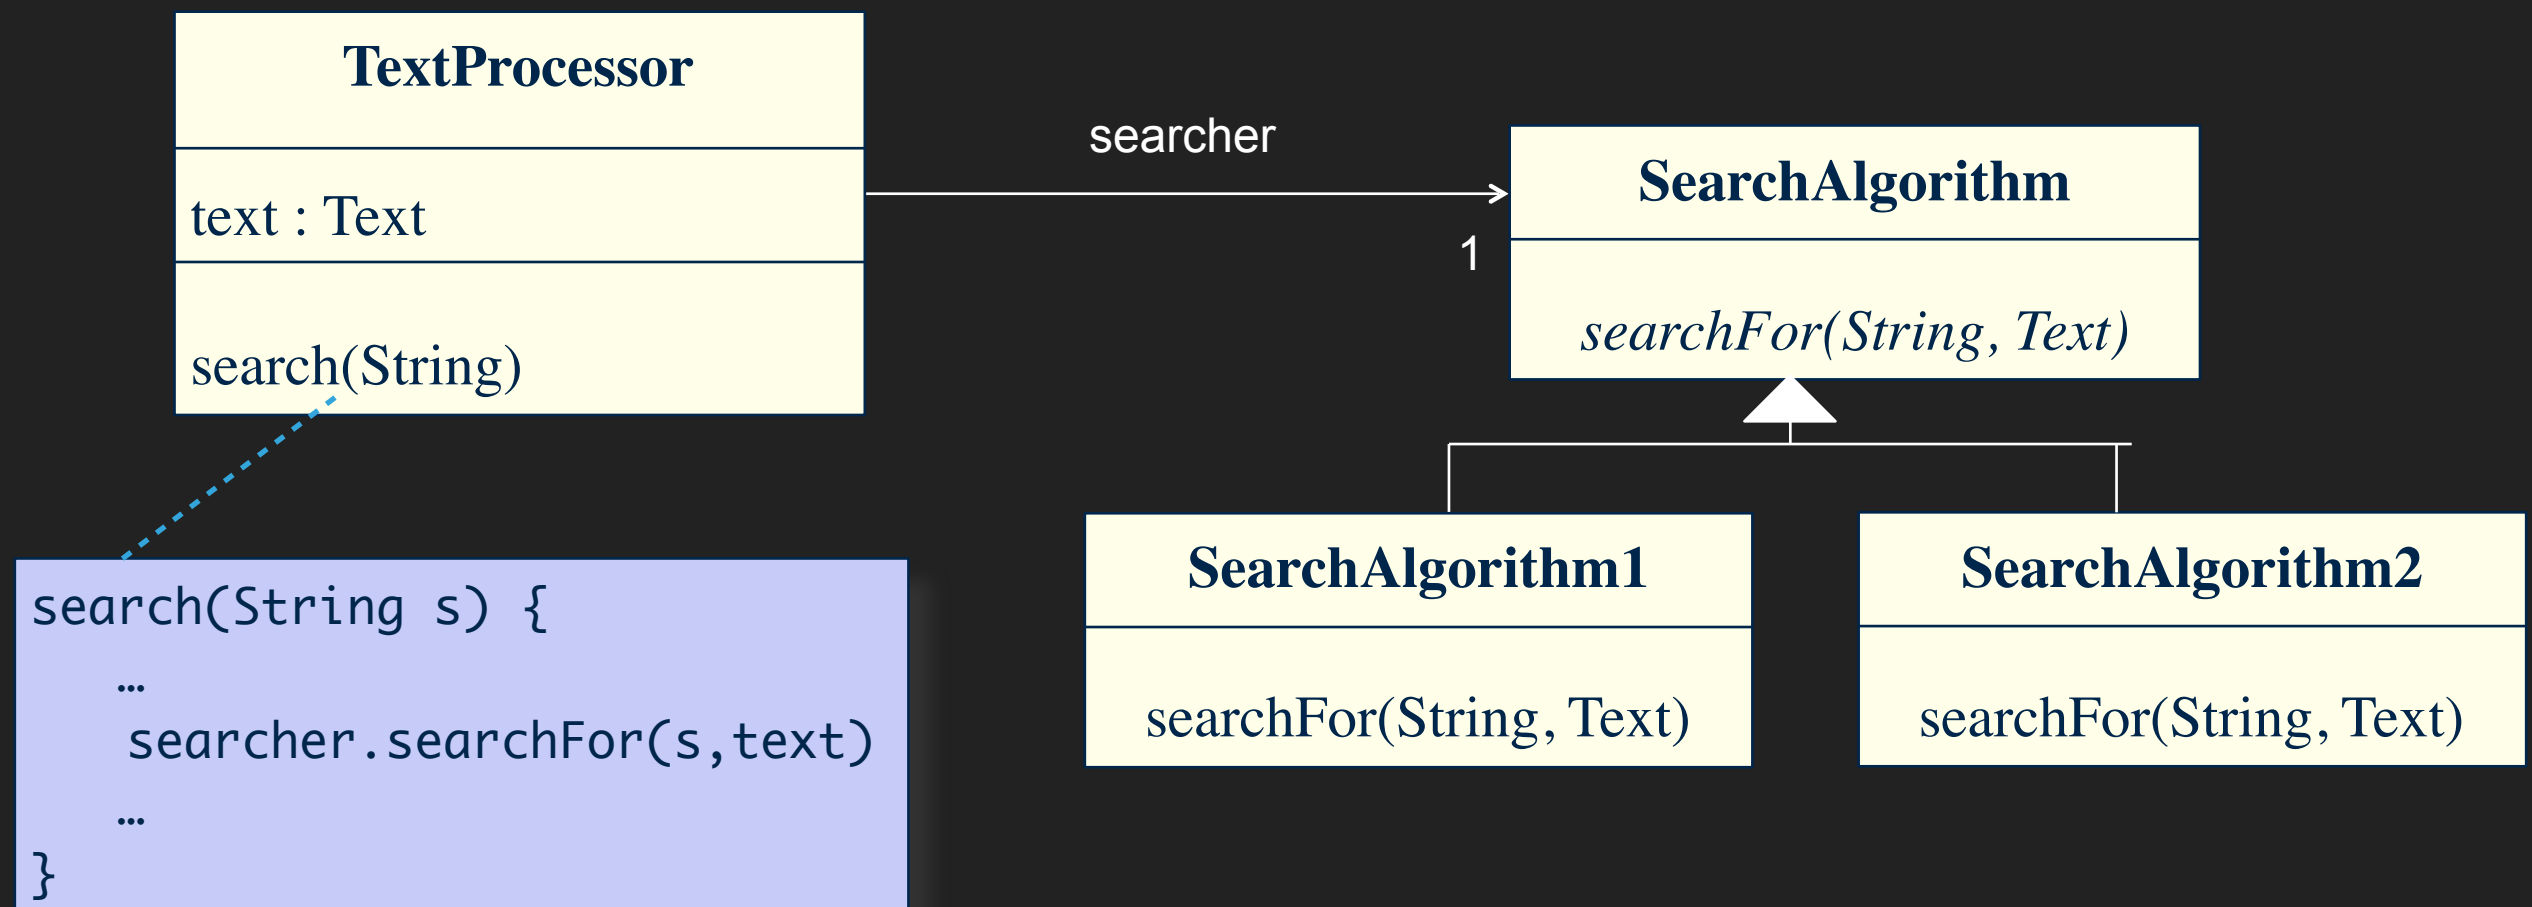 TextProcessor
text : Text
search(String)
searcher
1
SearchAlgorithm
searchFor(String, Text)
SearchAlgorithm1
searchFor(String, Text)
SearchAlgorithm2
searchFor(String, Text)
search(String s) {
…
searcher.searchFor(s,text)
…
}